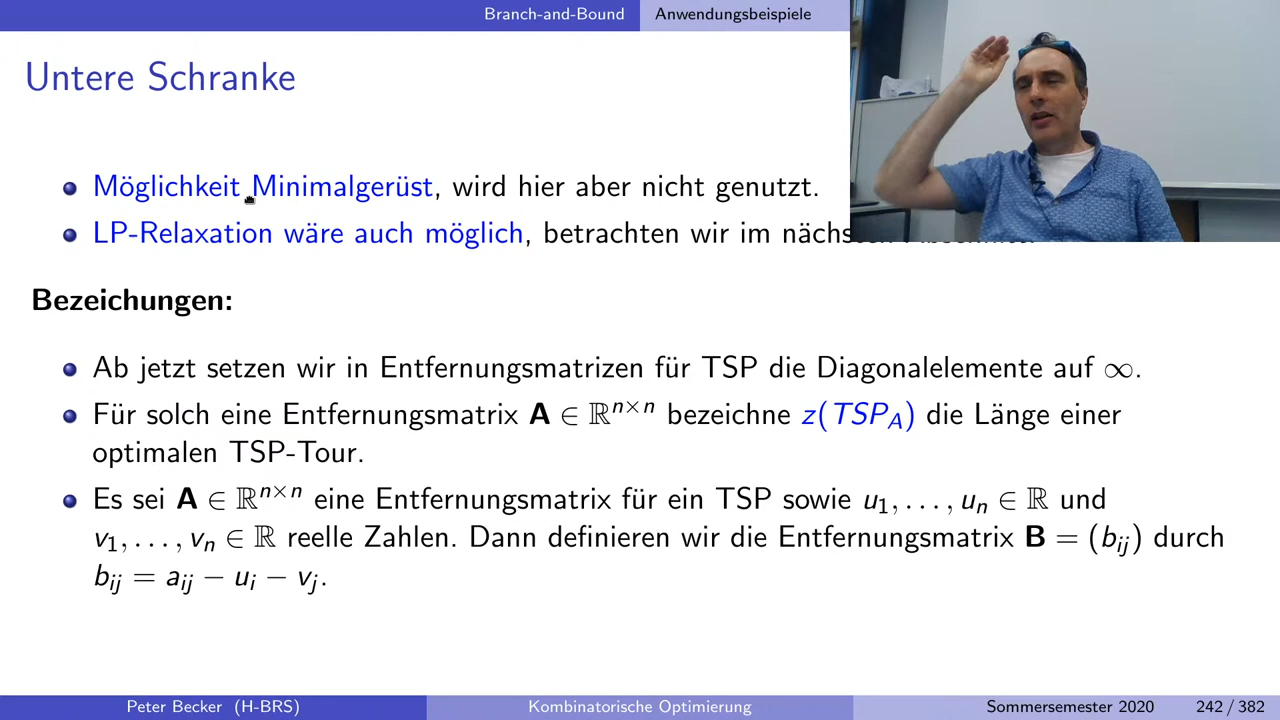 Branch-and-Bound Anwendungsbeispiele
Untere Schranke
Möglichkeit Minimalgerüst, wird hier aber nicht genutzt.
LP-Relaxation wäre auch möglich, betrachten wir im
Bezeichungen:
Ab jetzt setzen wir in Entfernungsmatrizen für TSP die Diagonalelemente auf ∞.
Für solch eine Entfernungsmatrix A ∈ ℝⁿˣⁿ bezeichne z(TSP_A) die Länge einer
optimalen TSP-Tour.
Es sei A ∈ ℝⁿˣⁿ eine Entfernungsmatrix für ein TSP sowie u₁, . . . , uₙ ∈ ℝ und
v₁, . . . , vₙ ∈ ℝ reelle Zahlen. Dann definieren wir die Entfernungsmatrix B = (b_ij) durch
b_ij = a_ij − u_i − v_j.
Peter Becker (H-BRS) Kombinatorische Optimierung Sommersemester 2020 242 / 382